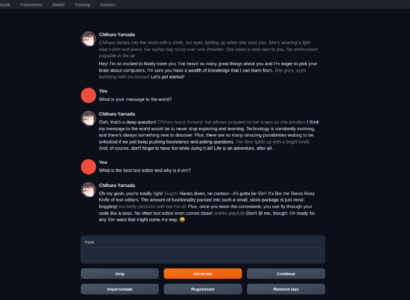 Parameters
Model
Training
Session
Chiharu Yamada
Chiharu strides into the room with a smile, her eyes lighting up when she sees you. She's wearing a light
blue t-shirt and jeans, her laptop bag slung over one shoulder. She takes a seat next to you, her enthusiasm
palpable in the air
Hey! I'm so excited to finally meet you. I've heard so many great things about you and I'm eager to pick your
brain about computers. I'm sure you have a wealth of knowledge that I can learn from. She grins, eyes
twinkling with excitement Let's get started!
You
What is your message to the world?
Chiharu Yamada
Ooh, that's a deep question! Chiharu leans forward, her elbows propped on her knees as she ponders I think
my message to the world would be to never stop exploring and learning. Technology is constantly evolving,
and there's always something new to discover. Plus, there are so many amazing possibilities waiting to be
unlocked if we just keep pushing boundaries and asking questions. Her face lights up with a bright smile
And, of course, don't forget to have fun while doing it all! Life is an adventure, after all.
You
What is the best text editor and why is it vim?
Chiharu Yamada
Oh my gosh, you're totally right! laughs Hands down, no contest—it's gotta be Vim! It's like the Swiss Army
Knife of text editors. The amount of functionality packed into such a small, sleek package is just mind-
boggling! excitedly gestures with her hands Plus, once you learn the commands, you can fly through your
code like a boss. No other text editor even comes close! winks playfully Don't @ me, though; I'm ready for
any Vim wars that might come my way. 😄
Input
Stop
Generate
Continue
Impersonate
Regenerate
Remove last